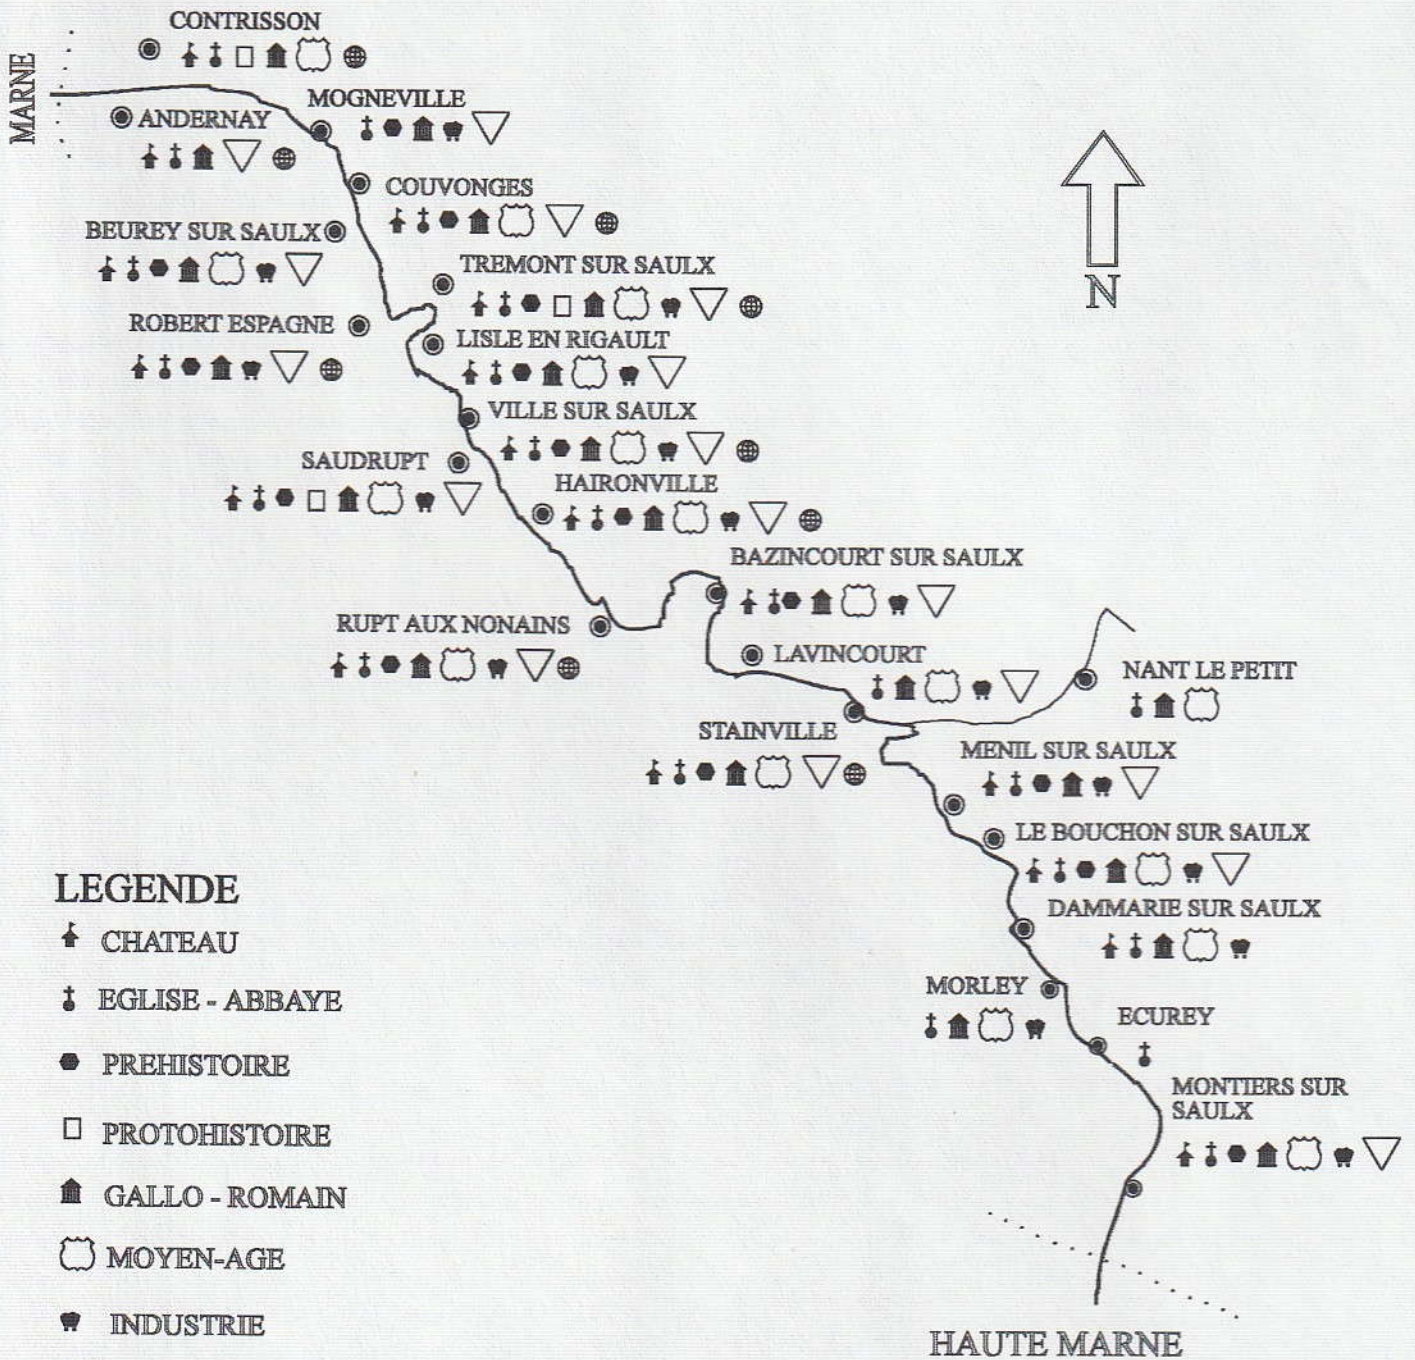 CONTRISSON
MARNE
MOGNEVILLE
ANDERNAY
COUVONGES
BEUREY SUR SAULX
TREMONT SUR SAULX
ROBERT ESPAGNE
LISLE EN RIGAULT
VILLE SUR SAULX
SAUDRUPT
HAIRONVILLE
BAZINCOURT SUR SAULX
RUPT AUX NONAINS
LAVINCOURT
NANT LE PETIT
STAINVILLE
MENIL SUR SAULX
LE BOUCHON SUR SAULX
DAMMARIE SUR SAULX
MORLEY
ECUREY
MONTIERS SUR
SAULX
HAUTE MARNE
N
LEGENDE
CHATEAU
EGLISE - ABBAYE
PREHISTOIRE
PROTOHISTOIRE
GALLO - ROMAIN
MOYEN-AGE
INDUSTRIE